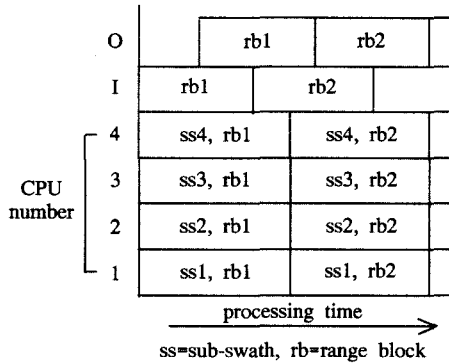 O rb1 rb2
I rb1 rb2
4 ss4, rb1 ss4, rb2
3 ss3, rb1 ss3, rb2
CPU
number
2 ss2, rb1 ss2, rb2
1 ss1, rb1 ss1, rb2
processing time
ss=sub-swath, rb=range block